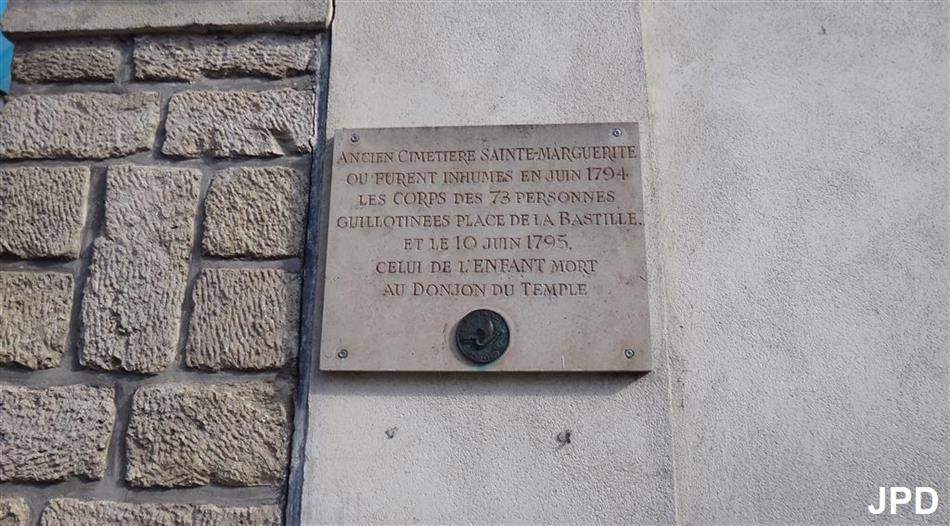 ANCIEN CIMETIERE SAINTE-MARGUERITE
OU FURENT INHUMES EN JUIN 1794
LES CORPS DES 73 PERSONNES
GUILLOTINEES PLACE DE LA BASTILLE,
ET LE 10 JUIN 1795,
CELUI DE L'ENFANT MORT
AU DONJON DU TEMPLE
JPD